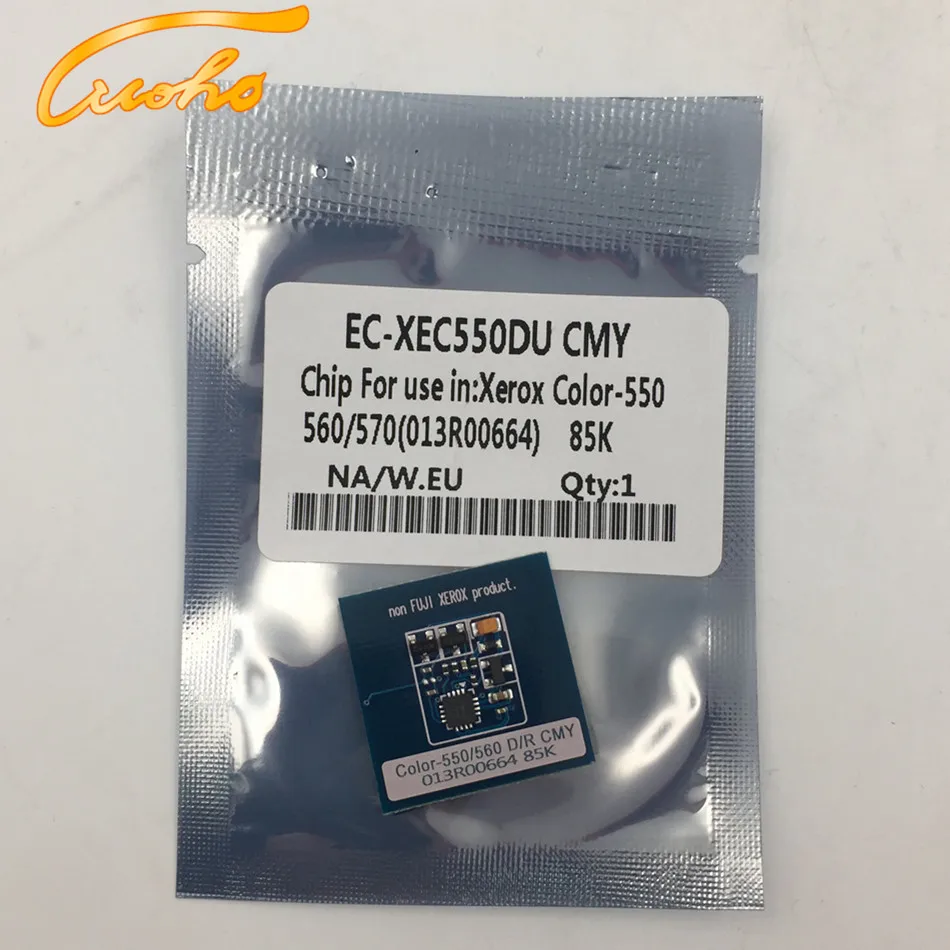 Cuoho
EC-XEC550DU CMY
Chip For use in:Xerox Color-550
560/570(013R00664) 85K
NA/W.EU Qty:1
non FUJI XEROX product.
Color-550/560 D/R CMY
013R00664 85K